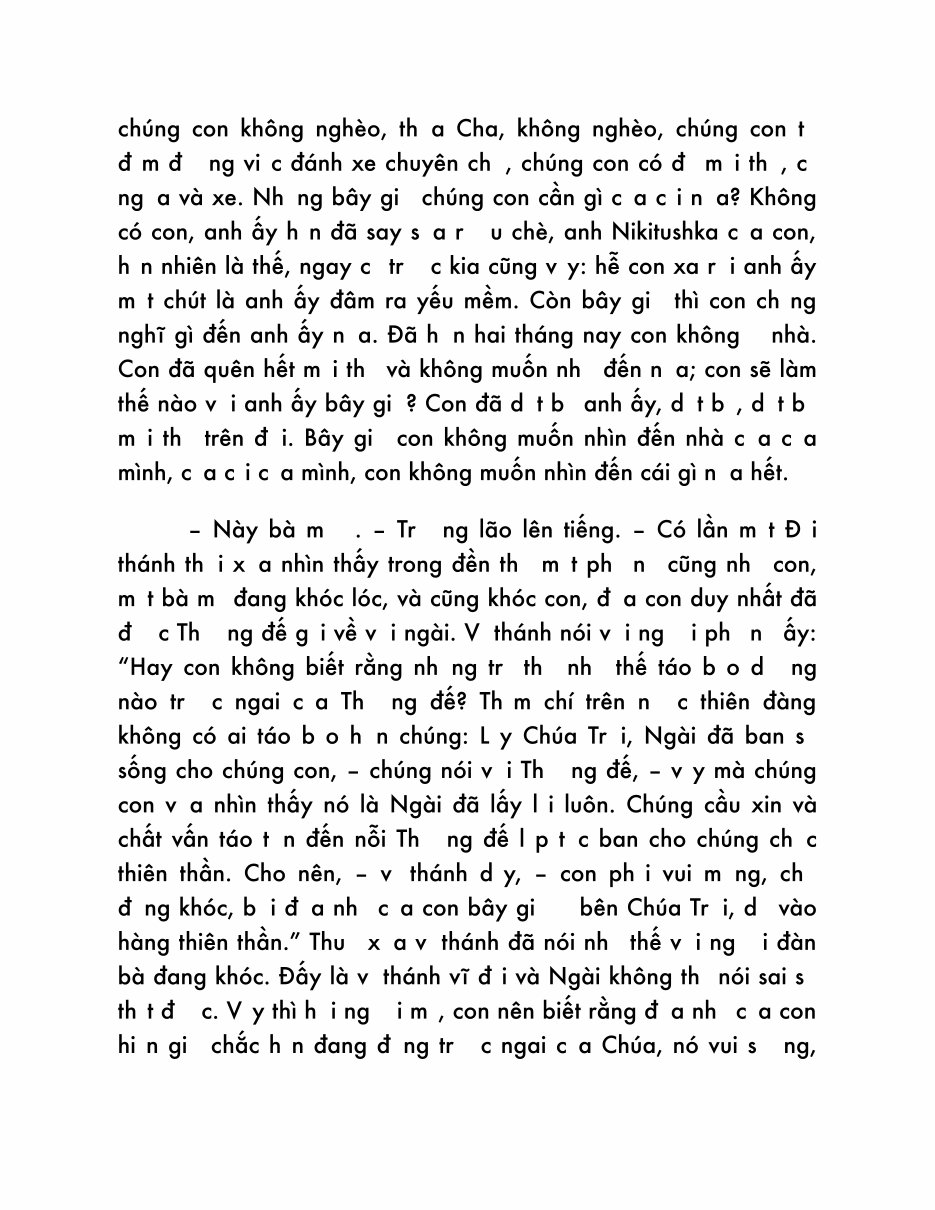 chúng con không nghèo, th a Cha, không nghèo, chúng con t
đ m đ ng vi c đánh xe chuyên ch , chúng con có đ m i th , c
ng a và xe. Nh ng bây gi chúng con cần gì c a c i n a? Không
có con, anh ấy h n đã say s a r u chè, anh Nikitushka c a con,
h n nhiên là thế, ngay c tr c kia cũng v y: hễ con xa r i anh ấy
m t chút là anh ấy đâm ra yếu mềm. Còn bây gi thì con ch ng
nghĩ gì đến anh ấy n a. Đã h n hai tháng nay con không nhà.
Con đã quên hết m i th và không muốn nh đến n a; con sẽ làm
thế nào v i anh ấy bây gi ? Con đã d t b anh ấy, d t b , d t b
m i th trên đ i. Bây gi con không muốn nhìn đến nhà c a c a
mình, c a c i c a mình, con không muốn nhìn đến cái gì n a hết.
– Này bà m . – Tr ng lão lên tiếng. – Có lần m t Đ i
thánh th i x a nhìn thấy trong đền th m t ph n cũng nh con,
m t bà m đang khóc lóc, và cũng khóc con, đ a con duy nhất đã
đ c Th ng đế g i về v i ngài. V thánh nói v i ng i ph n ấy:
“Hay con không biết rằng nh ng tr th nh thế táo b o d ng
nào tr c ngai c a Th ng đế? Th m chí trên n c thiên đàng
không có ai táo b o h n chúng: L y Chúa Tr i, Ngài đã ban s
sống cho chúng con, – chúng nói v i Th ng đế, – v y mà chúng
con v a nhìn thấy nó là Ngài đã lấy l i luôn. Chúng cầu xin và
chất vấn táo t n đến nỗi Th ng đế l p t c ban cho chúng ch c
thiên thần. Cho nên, – v thánh d y, – con ph i vui m ng, ch
đ ng khóc, b i đ a nh c a con bây gi bên Chúa Tr i, d vào
hàng thiên thần.” Thu x a v thánh đã nói nh thế v i ng i đàn
bà đang khóc. Đấy là v thánh vĩ đ i và Ngài không th nói sai s
th t đ c. V y thì h i ng i m , con nên biết rằng đ a nh c a con
hi n gi chắc h n đang đ ng tr c ngai c a Chúa, nó vui s ng,